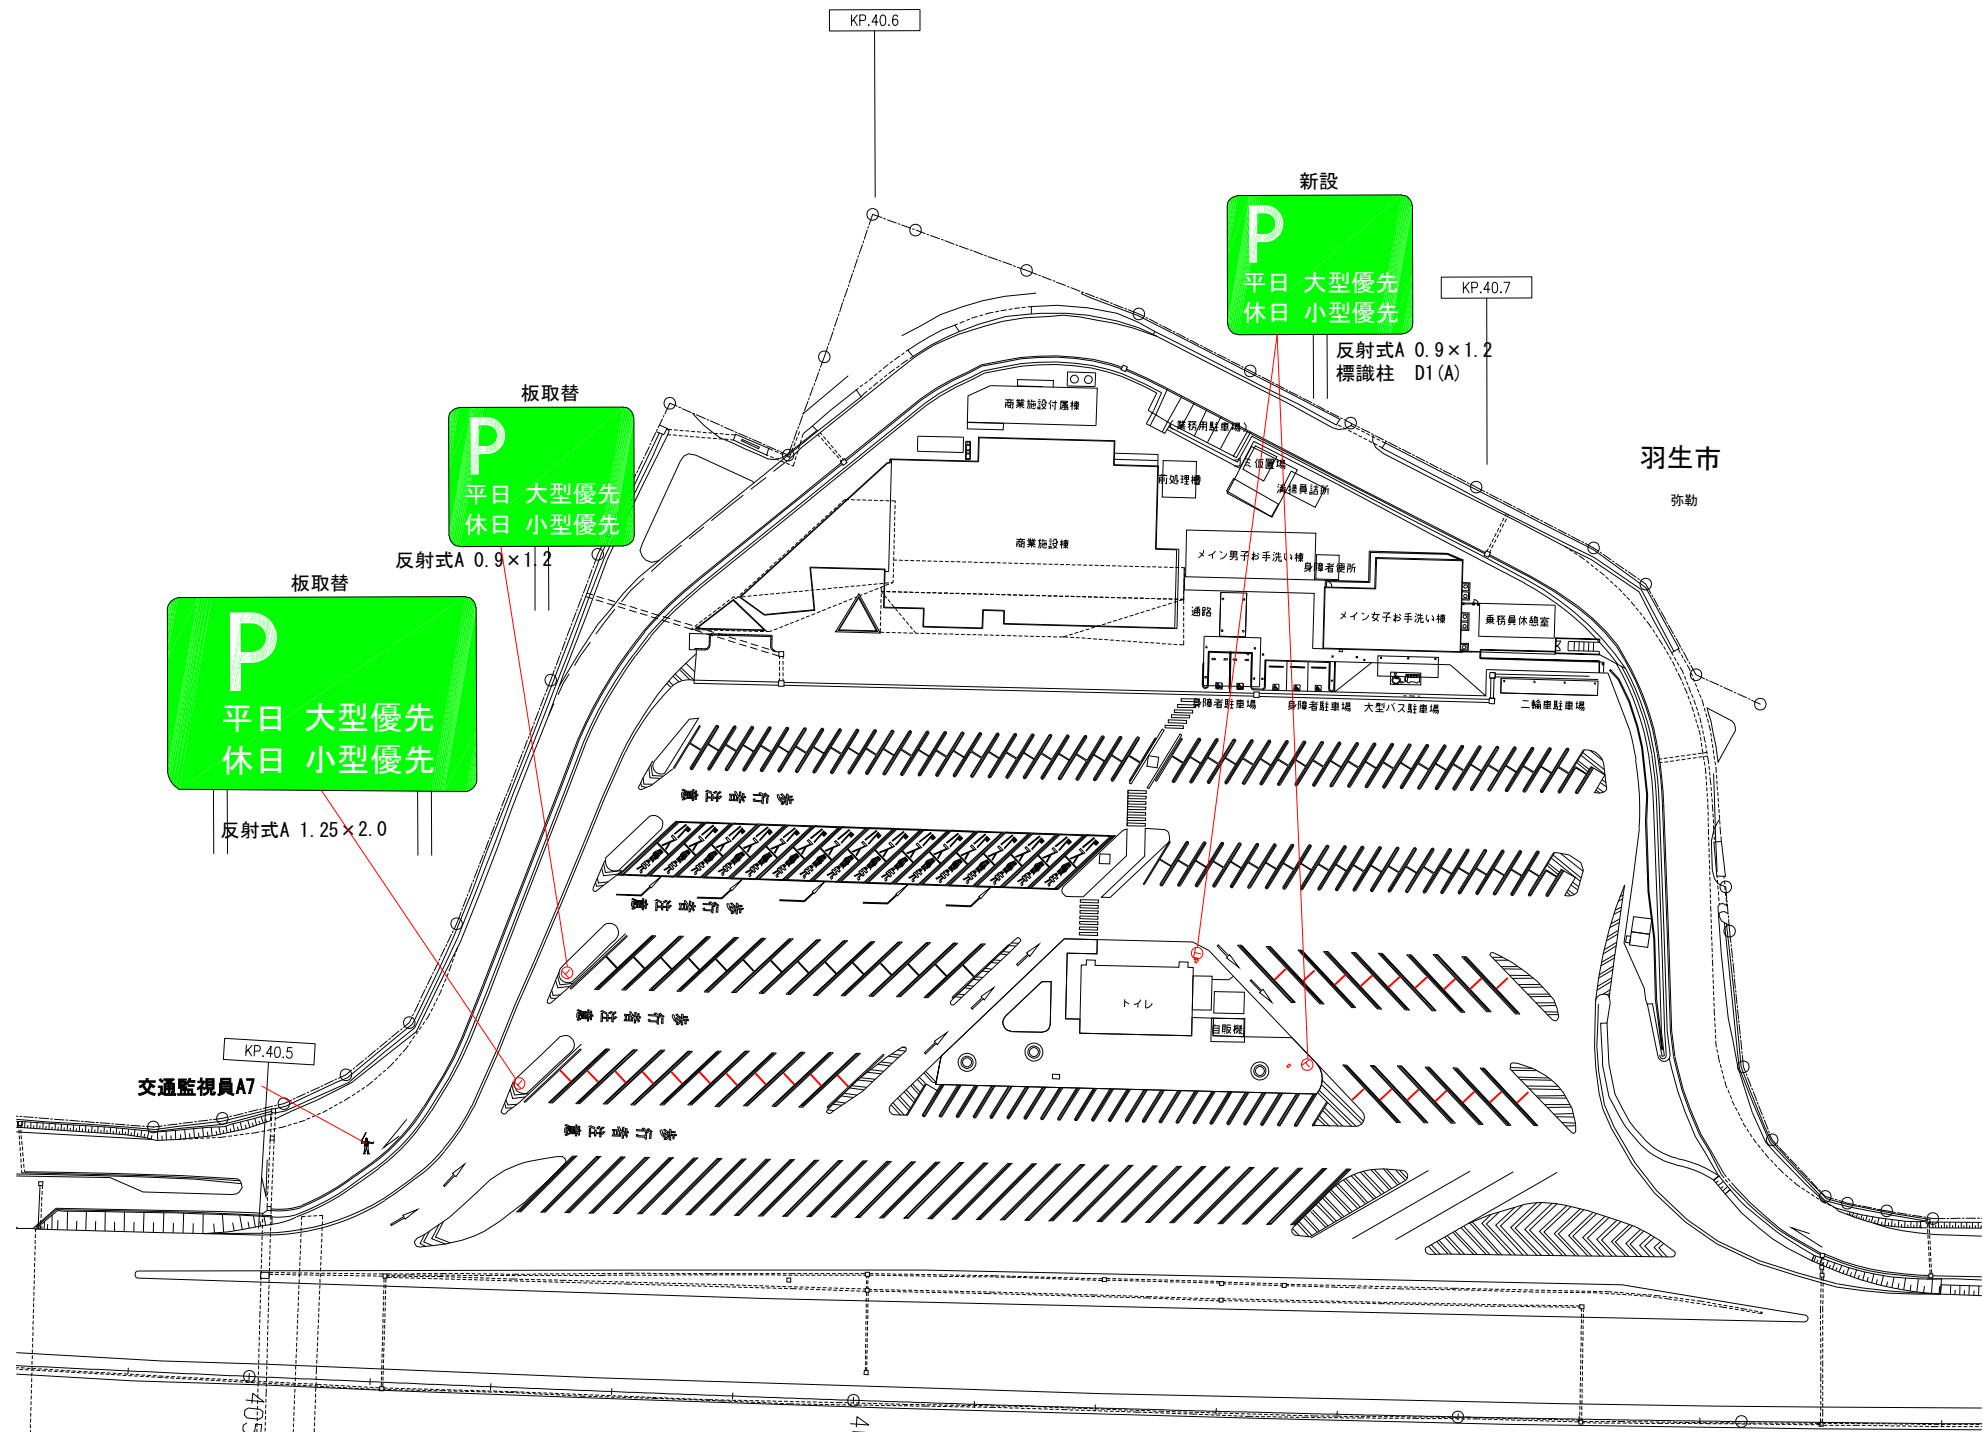 KP.40.6
新設
P
平日 大型優先
休日 小型優先
KP.40.7
反射式A 0.9×1.2
標識柱 D1(A)
板取替
P
平日 大型優先
休日 小型優先
反射式A 0.9×1.2
羽生市
弥勒
商業施設付属棟
(業務用駐車場)
前処理槽
商業施設棟
メイン男子お手洗い棟
身障者便所
通路
メイン女子お手洗い棟
乗務員休憩室
板取替
P
平日 大型優先
休日 小型優先
反射式A 1.25×2.0
身障者駐車場
身障者駐車場
大型バス駐車場
二輪車駐車場
歩行者注意
歩行者注意
トイレ
自販機
歩行者注意
KP.40.5
交通監視員A7
歩行者注意
405